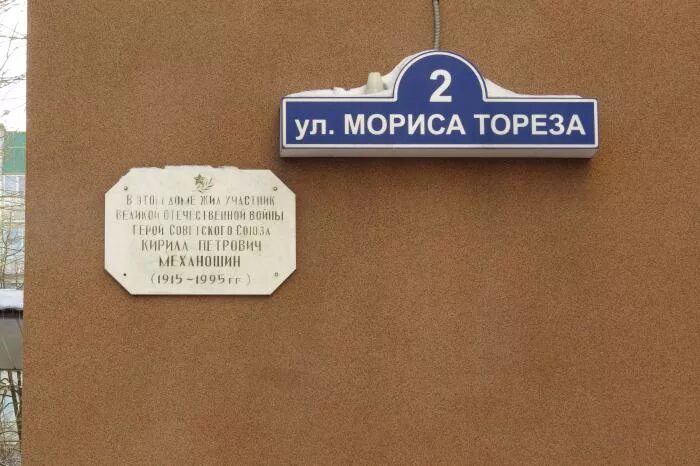 2
ул. МОРИСА ТОРЕЗА
В ЭТОМ ДОМЕ ЖИЛ УЧАСТНИК
ВЕЛИКОЙ ОТЕЧЕСТВЕННОЙ ВОЙНЫ
ГЕРОЙ СОВЕТСКОГО СОЮЗА
КИРИЛЛ ПЕТРОВИЧ
МЕХАНОШИН
(1915-1995 ГГ.)